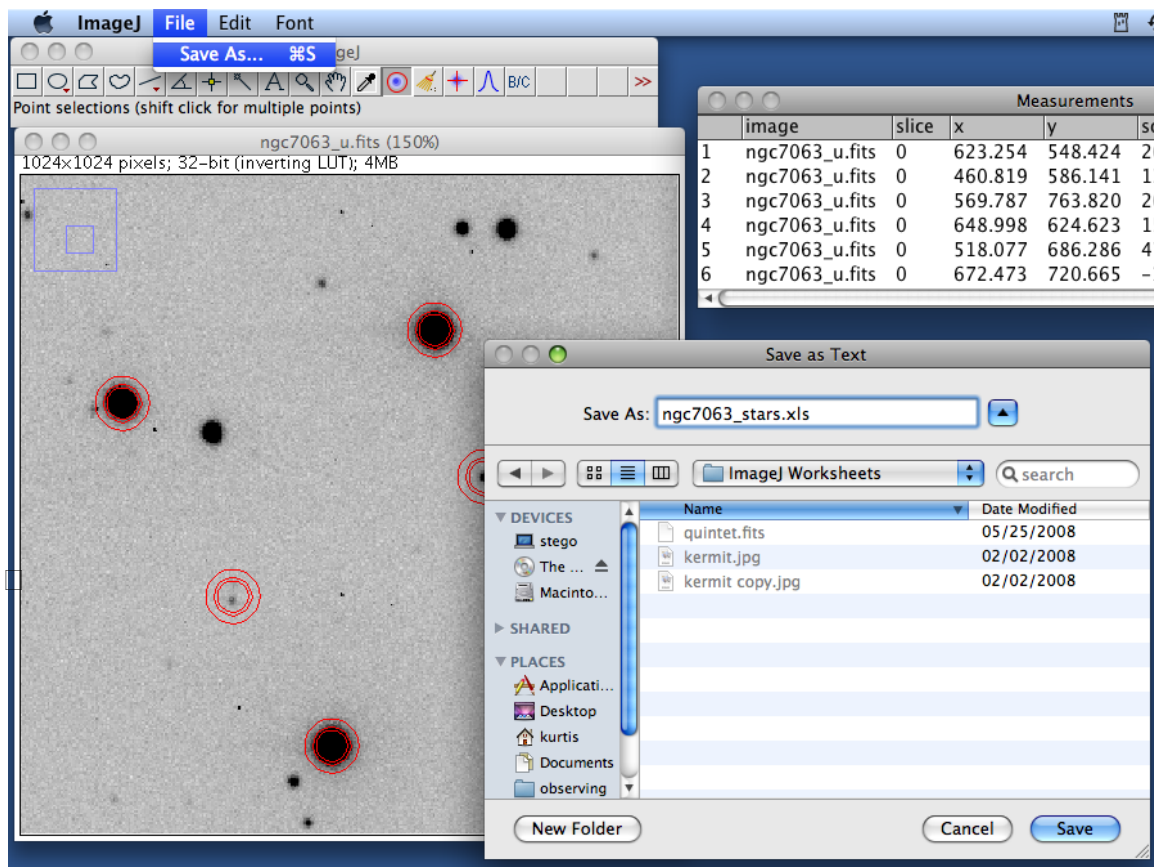 ImageJ File Edit Font
Save As... ⌘S
geJ
A B/C >>
Point selections (shift click for multiple points)
ngc7063_u.fits (150%)
1024x1024 pixels; 32-bit (inverting LUT); 4MB
Measurements
image slice x y
1 ngc7063_u.fits 0 623.254 548.424
2 ngc7063_u.fits 0 460.819 586.141
3 ngc7063_u.fits 0 569.787 763.820
4 ngc7063_u.fits 0 648.998 624.623
5 ngc7063_u.fits 0 518.077 686.286
6 ngc7063_u.fits 0 672.473 720.665
Save as Text
Save As: ngc7063_stars.xls
ImageJ Worksheets
search
Name Date Modified
quintet.fits 05/25/2008
kermit.jpg 02/02/2008
kermit copy.jpg 02/02/2008
DEVICES
stego
The ...
Macinto...
SHARED
PLACES
Applicati...
Desktop
kurtis
Documents
observing
New Folder Cancel Save